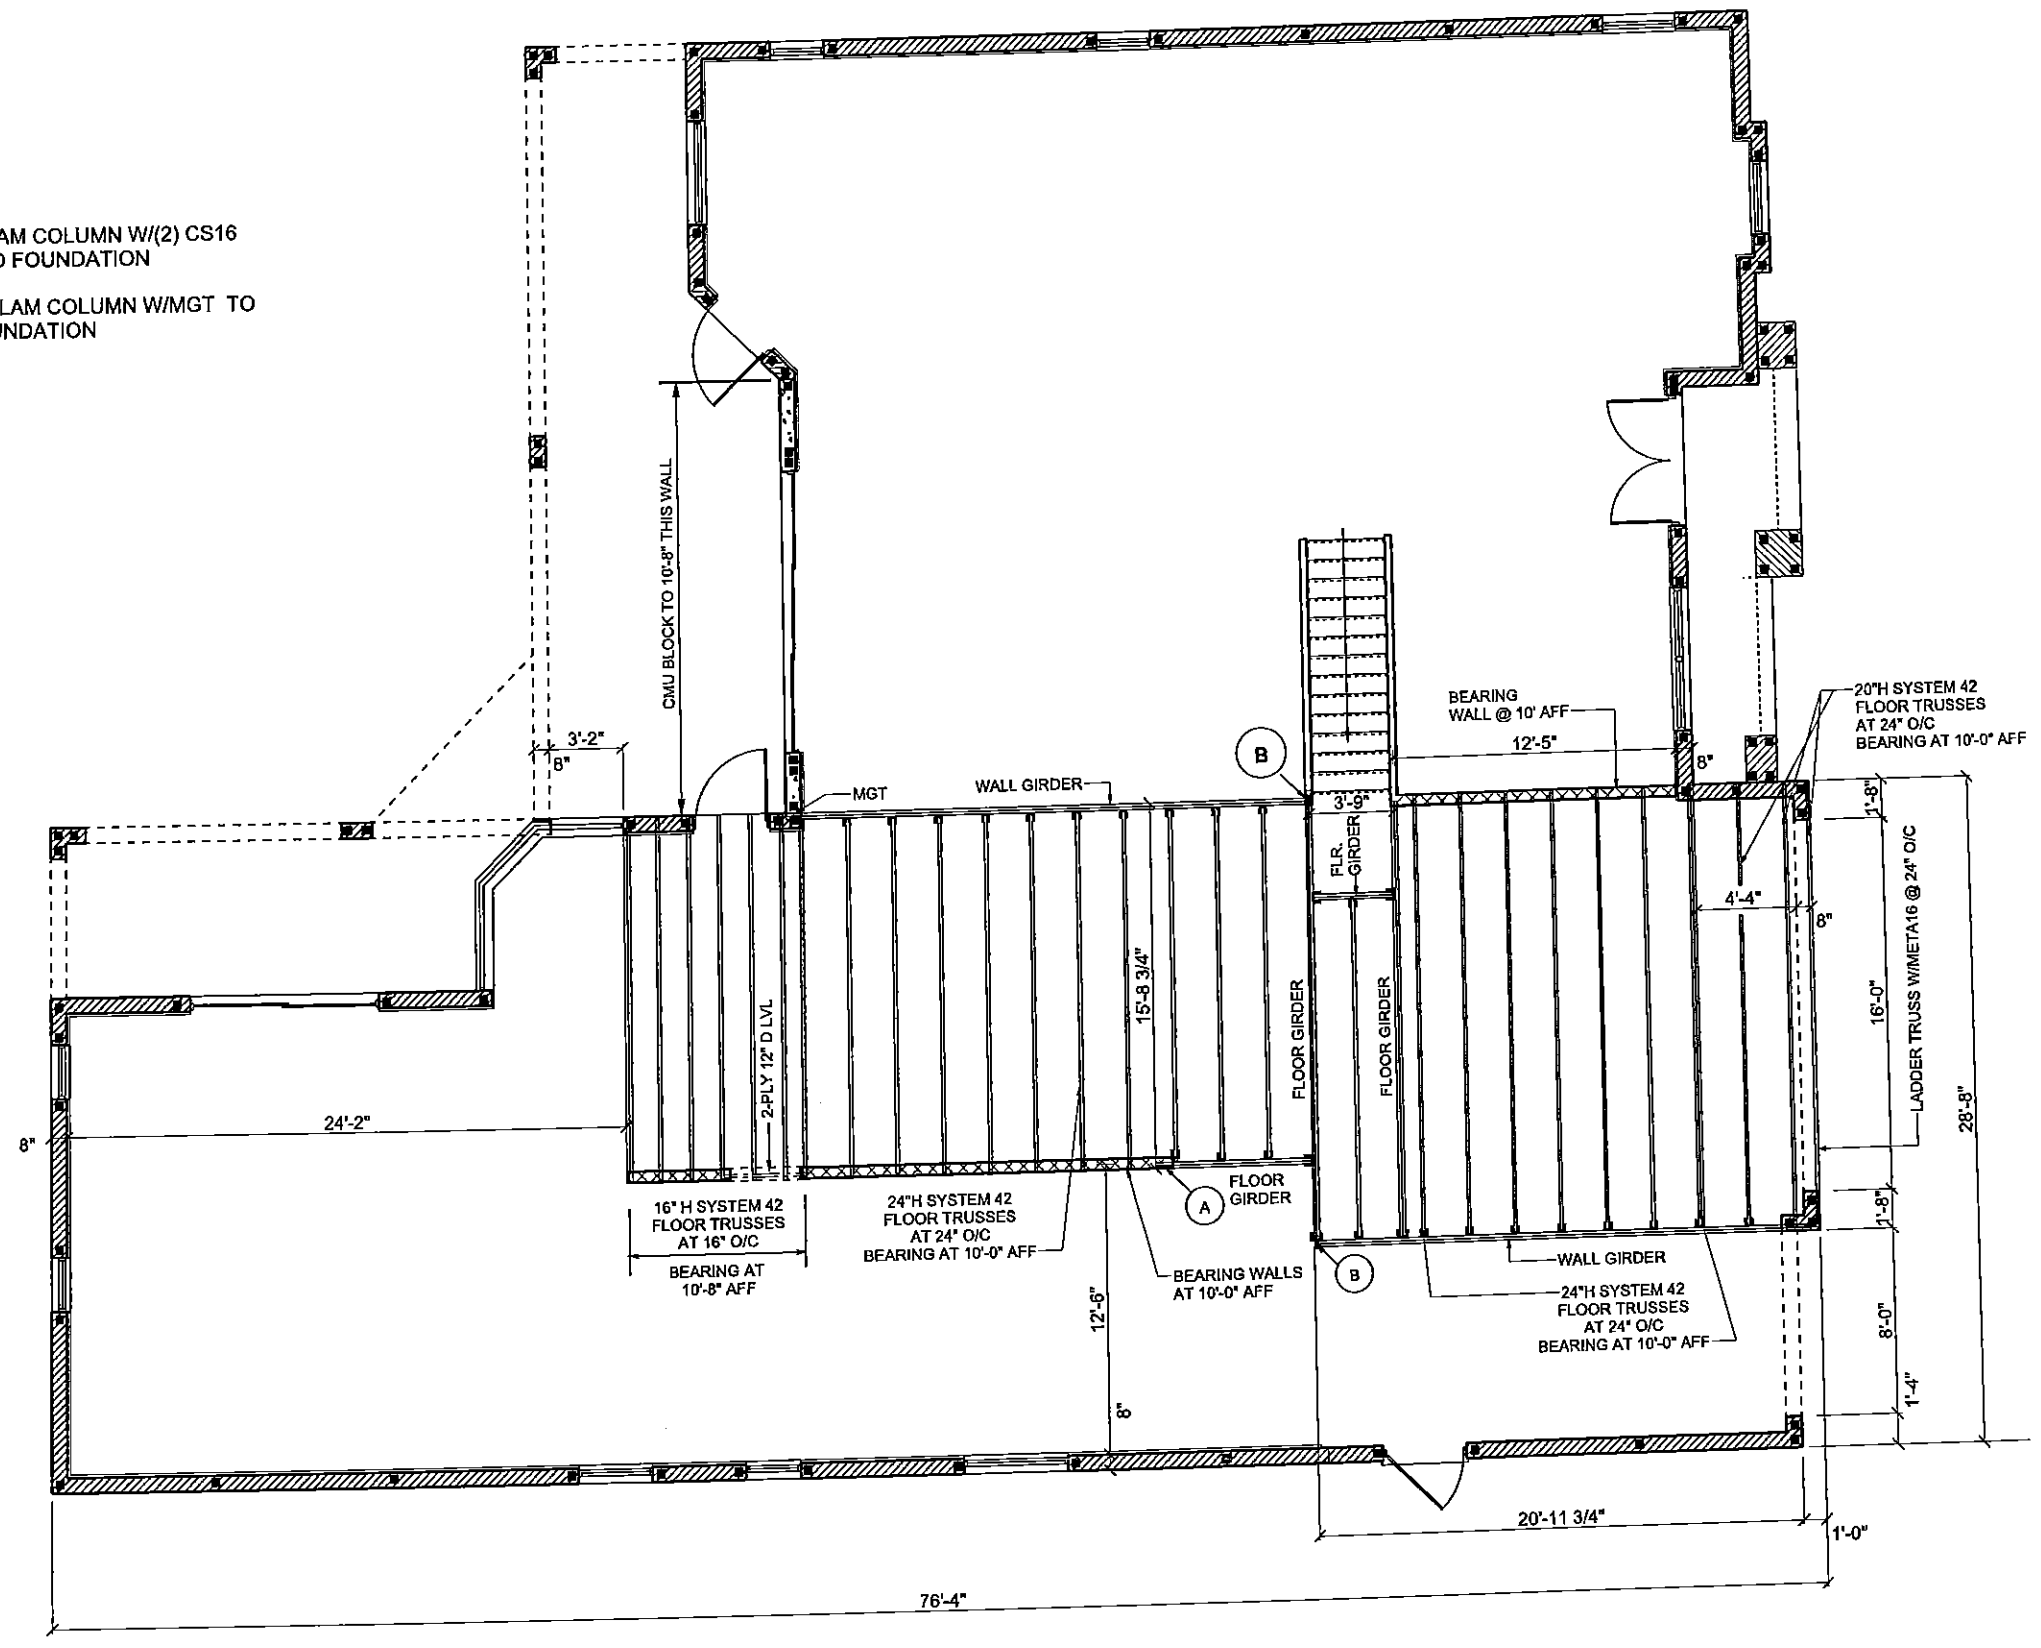 AM COLUMN W/(2) CS16
FOUNDATION
LAM COLUMN W/MGT TO
UNDATION
CMU BLOCK TO 10'-8" THIS WALL
3'-2"
8"
MGT
WALL GIRDER
B
3'-9"
FLR.
GIRDER
BEARING
WALL @ 10' AFF
12'-5"
8"
20"H SYSTEM 42
FLOOR TRUSSES
AT 24" O/C
BEARING AT 10'-0" AFF
1'-8"
4'-4"
8"
16'-0"
LADDER TRUSS W/META16 @ 24" O/C
28'-8"
15'-8 3/4"
FLOOR GIRDER
FLOOR GIRDER
2-PLY 12" D LVL
8"
24'-2"
16" H SYSTEM 42
FLOOR TRUSSES
AT 16" O/C
BEARING AT
10'-8" AFF
24"H SYSTEM 42
FLOOR TRUSSES
AT 24" O/C
BEARING AT 10'-0" AFF
A
FLOOR
GIRDER
BEARING WALLS
AT 10'-0" AFF
B
WALL GIRDER
24"H SYSTEM 42
FLOOR TRUSSES
AT 24" O/C
BEARING AT 10'-0" AFF
1'-8"
12'-6"
8"
8'-0"
1'-4"
20'-11 3/4"
1'-0"
76'-4"